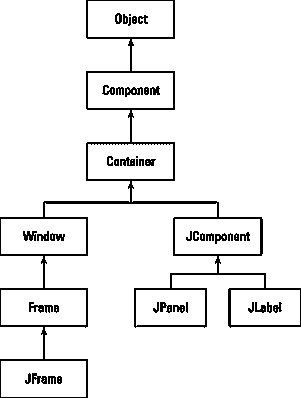 Object
Component
Container
Window
JComponent
Frame
JPanel
JLabel
JFrame